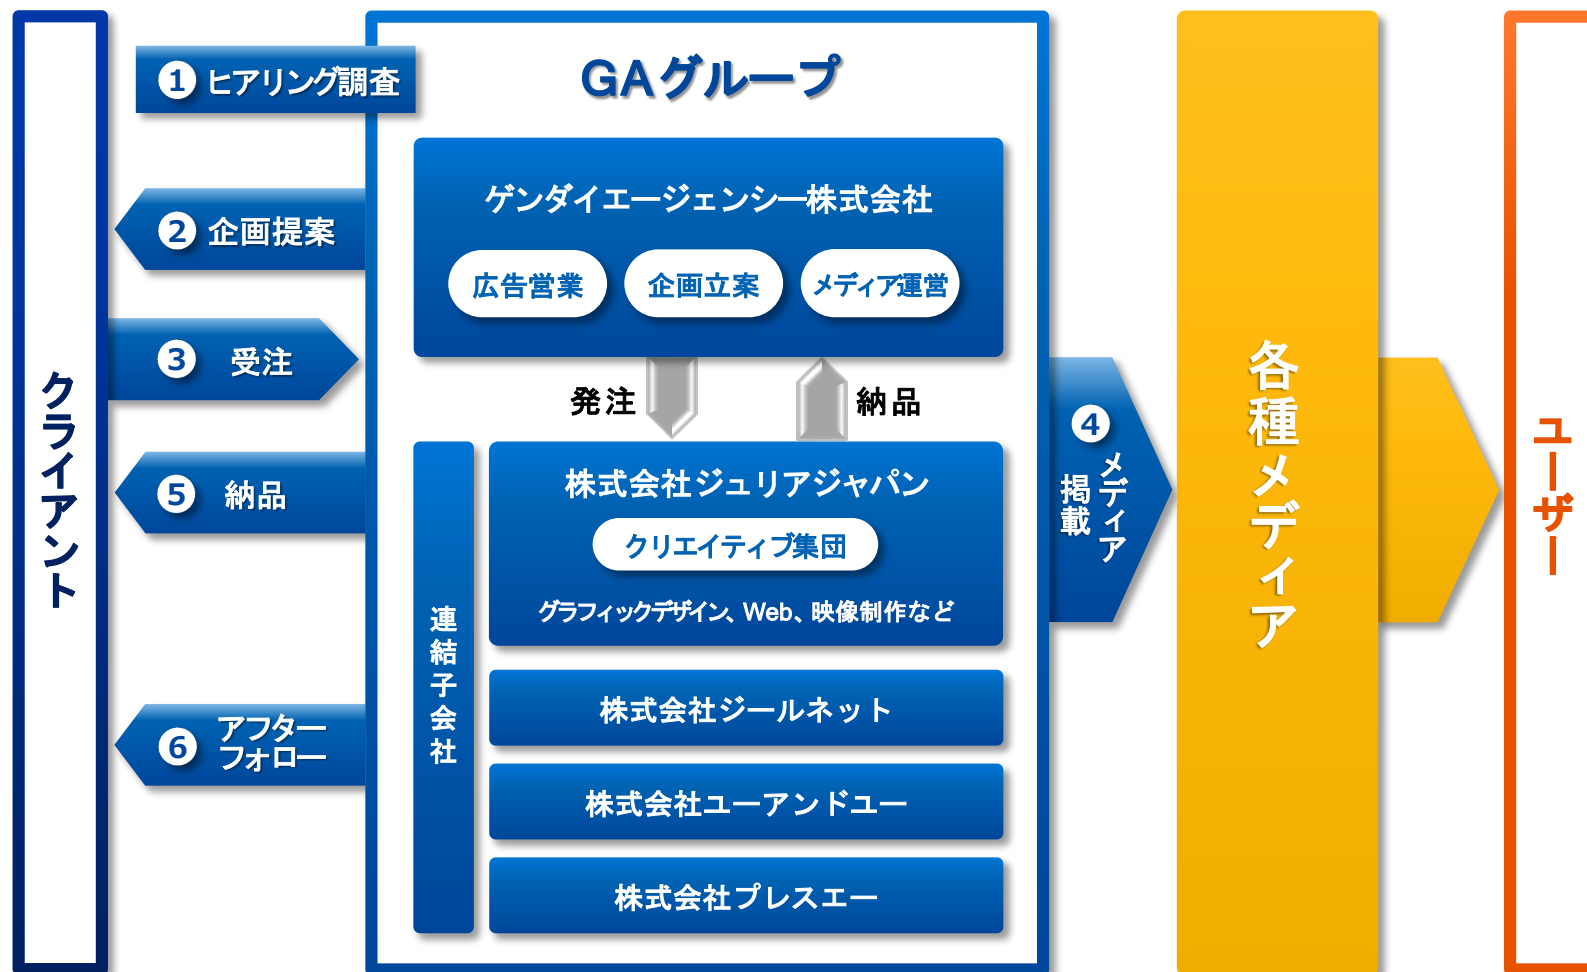 クライアント
①ヒアリング調査
②企画提案
③受注
⑤納品
⑥アフター
フォロー
GAグループ
ゲンダイエージェンシー株式会社
広告営業
企画立案
メディア運営
発注
納品
連結子会社
株式会社ジュリアジャパン
クリエイティブ集団
グラフィックデザイン、Web、映像制作など
株式会社ジールネット
株式会社ユーアンドユー
株式会社プレスエー
④
メディア
掲載
各種メディア
ユーザー